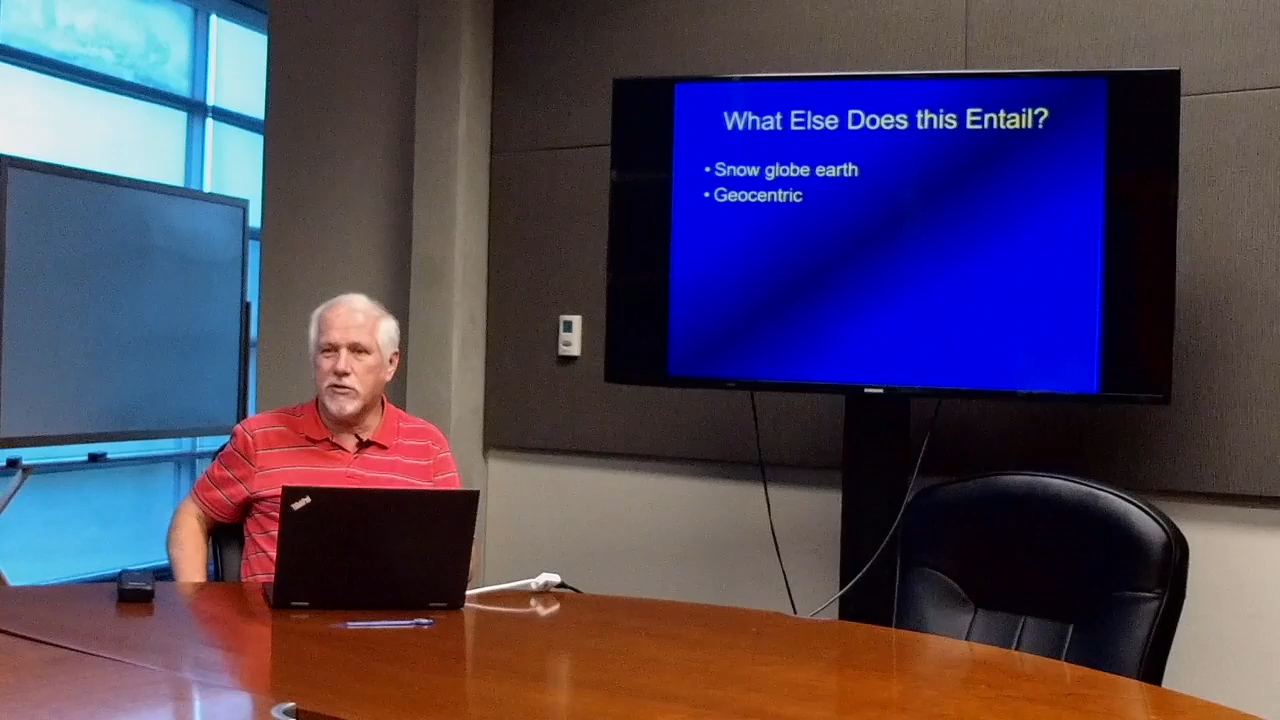 What Else Does this Entail?
• Snow globe earth
• Geocentric